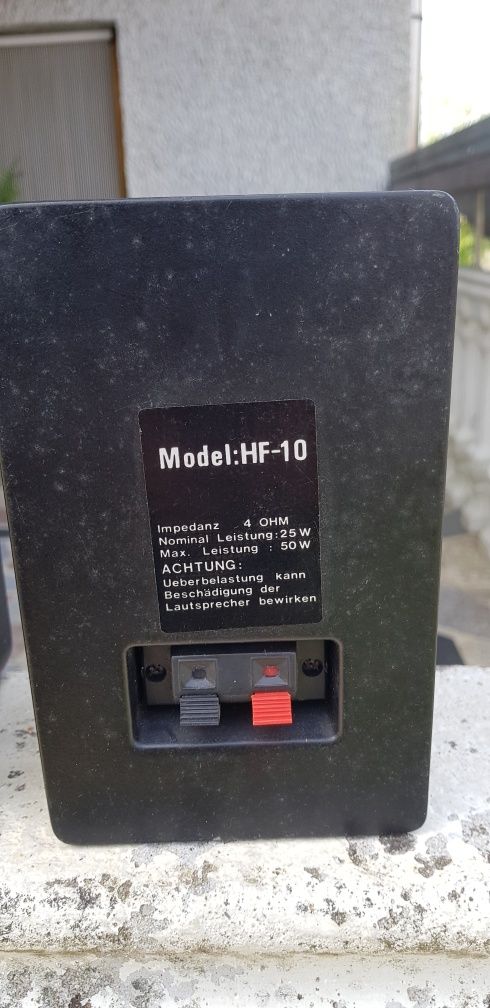 Model:HF-10
Impedanz 4 OHM
Nominal Leistung:25W
Max. Leistung : 50W
ACHTUNG:
Ueberbelastung kann
Beschädigung der
Lautsprecher bewirken